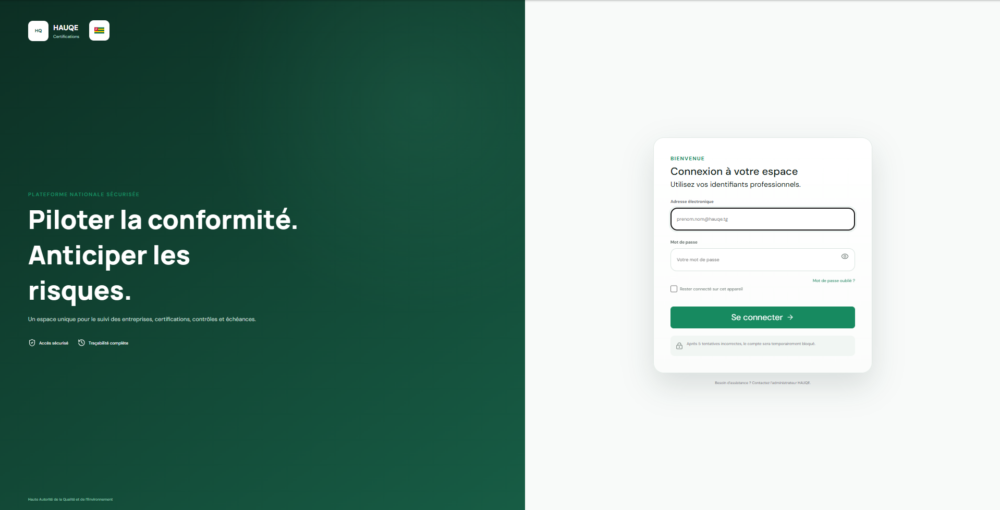 HQ
HAUQE
Certifications
PLATEFORME NATIONALE SÉCURISÉE
Piloter la conformité.
Anticiper les
risques.
Un espace unique pour le suivi des entreprises, certifications, contrôles et échéances.
Accès sécurisé
Traçabilité complète
Haute Autorité de la Qualité et de l'Environnement
BIENVENUE
Connexion à votre espace
Utilisez vos identifiants professionnels.
Adresse électronique
prenom.nom@hauqe.tg
Mot de passe
Votre mot de passe
Mot de passe oublié ?
Rester connecté sur cet appareil
Se connecter →
Après 5 tentatives incorrectes, le compte sera temporairement bloqué.
Besoin d'assistance ? Contactez l'administrateur HAUQE.